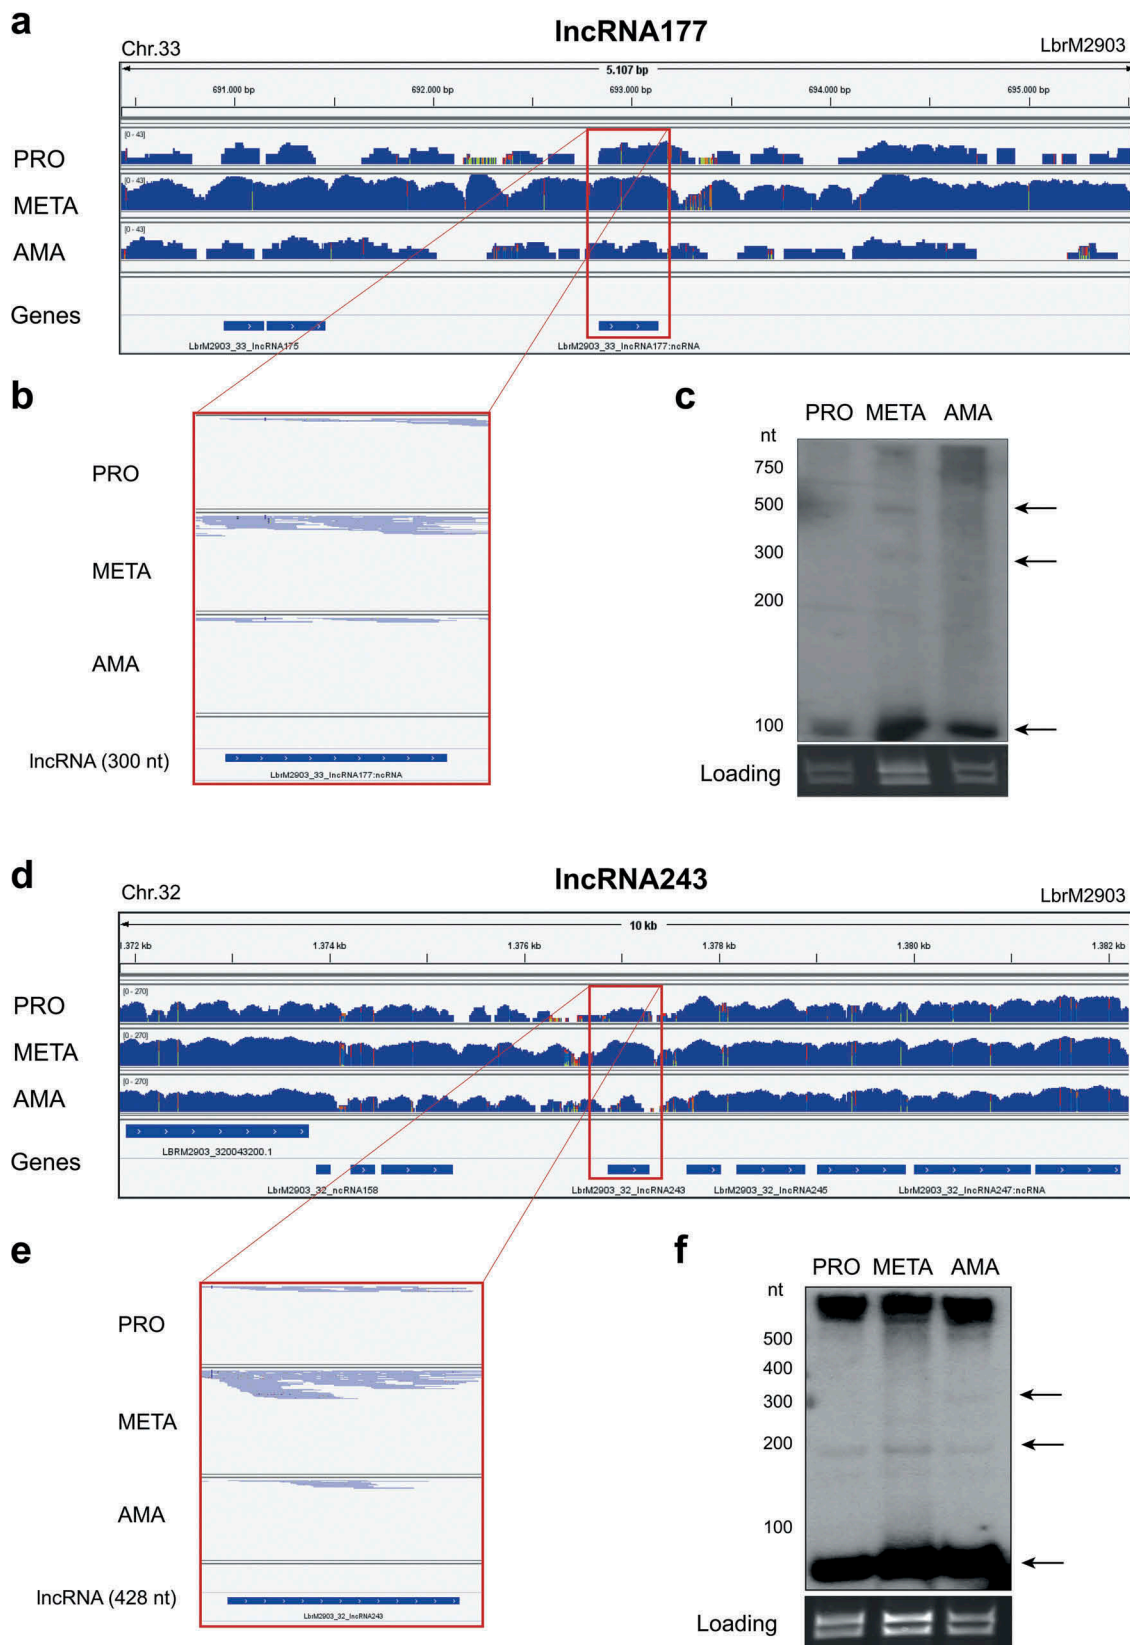 a
lncRNA177
Chr.33
LbrM2903
5.107 bp
691.000 bp 692.000 bp 693.000 bp 694.000 bp 695.000 bp
[0 - 43]
PRO
[0 - 43]
META
[0 - 43]
AMA
Genes
LbrM2903_33_lncRNA175 LbrM2903_33_lncRNA177:ncRNA
b
PRO
META
AMA
lncRNA (300 nt)
LbrM2903_33_lncRNA177:ncRNA
c
PRO META AMA
nt
750
500
300
200
100
Loading
d
lncRNA243
Chr.32
LbrM2903
10 kb
1.372 kb 1.374 kb 1.376 kb 1.378 kb 1.380 kb 1.382 kb
[0 - 270]
PRO
[0 - 270]
META
[0 - 270]
AMA
LBRM2903_320043200.1
Genes
LbrM2903_32_ncRNA158 LbrM2903_32_lncRNA243 LbrM2903_32_lncRNA245 LbrM2903_32_lncRNA247:ncRNA
e
PRO
META
AMA
lncRNA (428 nt)
LbrM2903_32_lncRNA243
f
PRO META AMA
nt
500
400
300
200
100
Loading